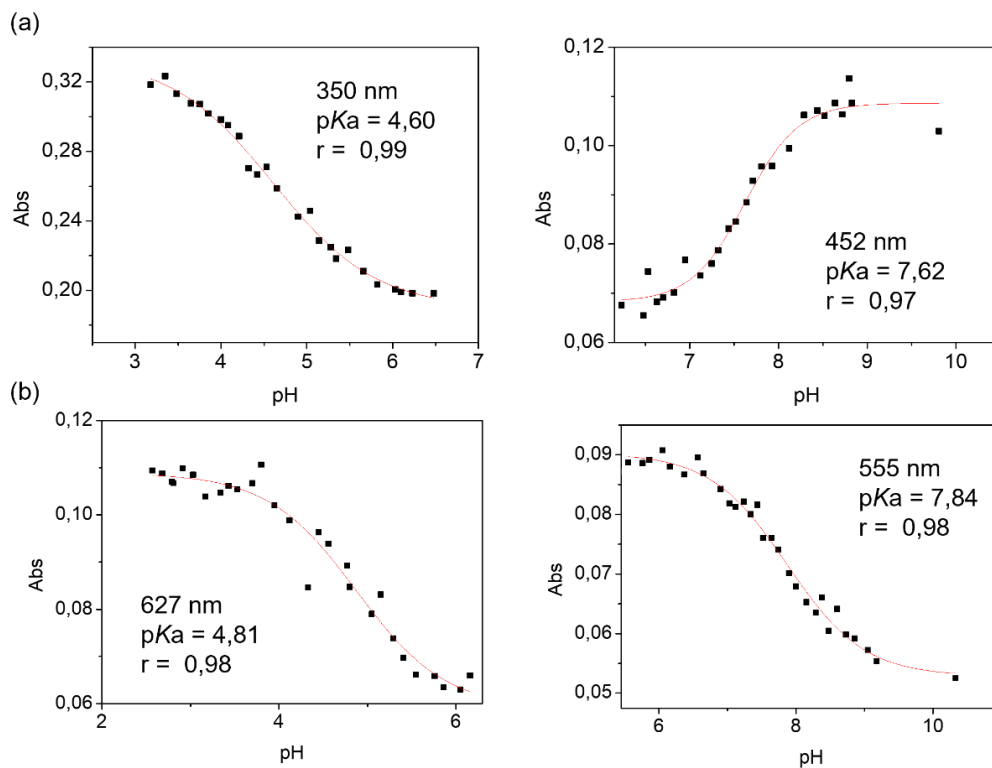 (a)
0,32
0,28
0,24
0,20
Abs
3
4
5
6
7
pH
350 nm
pKa = 4,60
r = 0,99
0,12
0,10
0,08
0,06
Abs
7
8
9
10
pH
452 nm
pKa = 7,62
r = 0,97
(b)
0,12
0,10
0,08
0,06
Abs
2
4
6
pH
627 nm
pKa = 4,81
r = 0,98
0,09
0,08
0,07
0,06
0,05
Abs
6
8
10
pH
555 nm
pKa = 7,84
r = 0,98